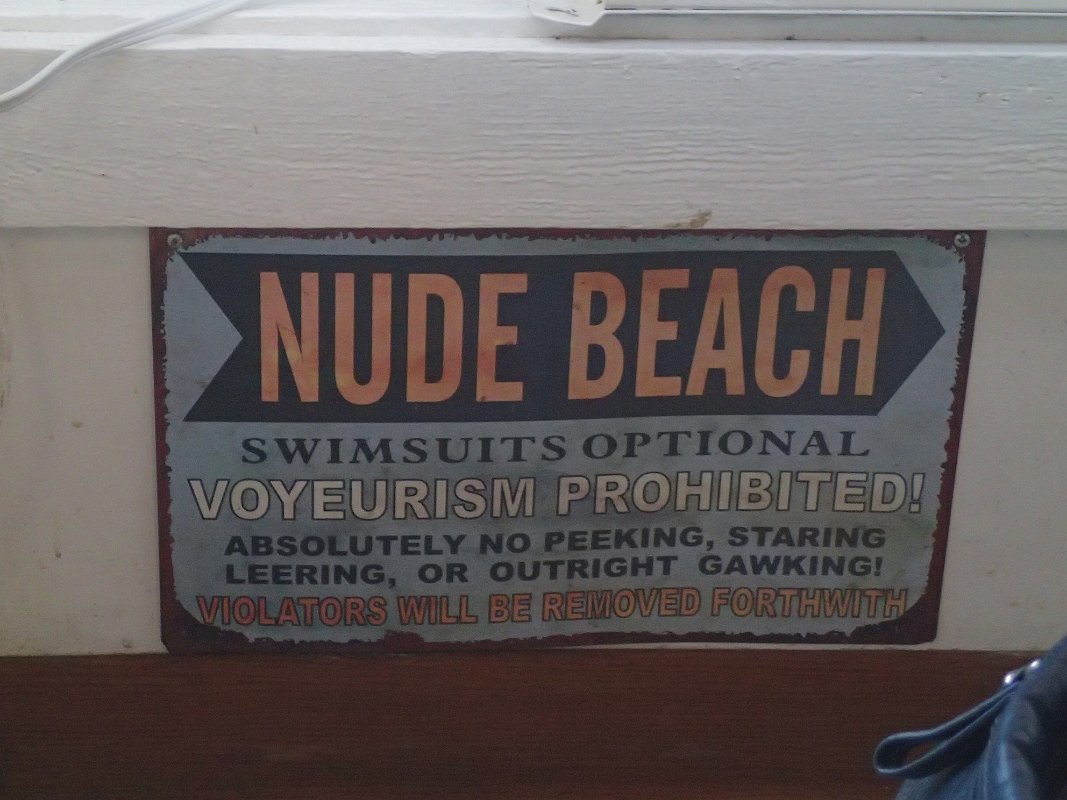 NUDE BEACH
SWIMSUITS OPTIONAL
VOYEURISM PROHIBITED!
ABSOLUTELY NO PEEKING, STARING
LEERING, OR OUTRIGHT GAWKING!
VIOLATORS WILL BE REMOVED FORTHWITH